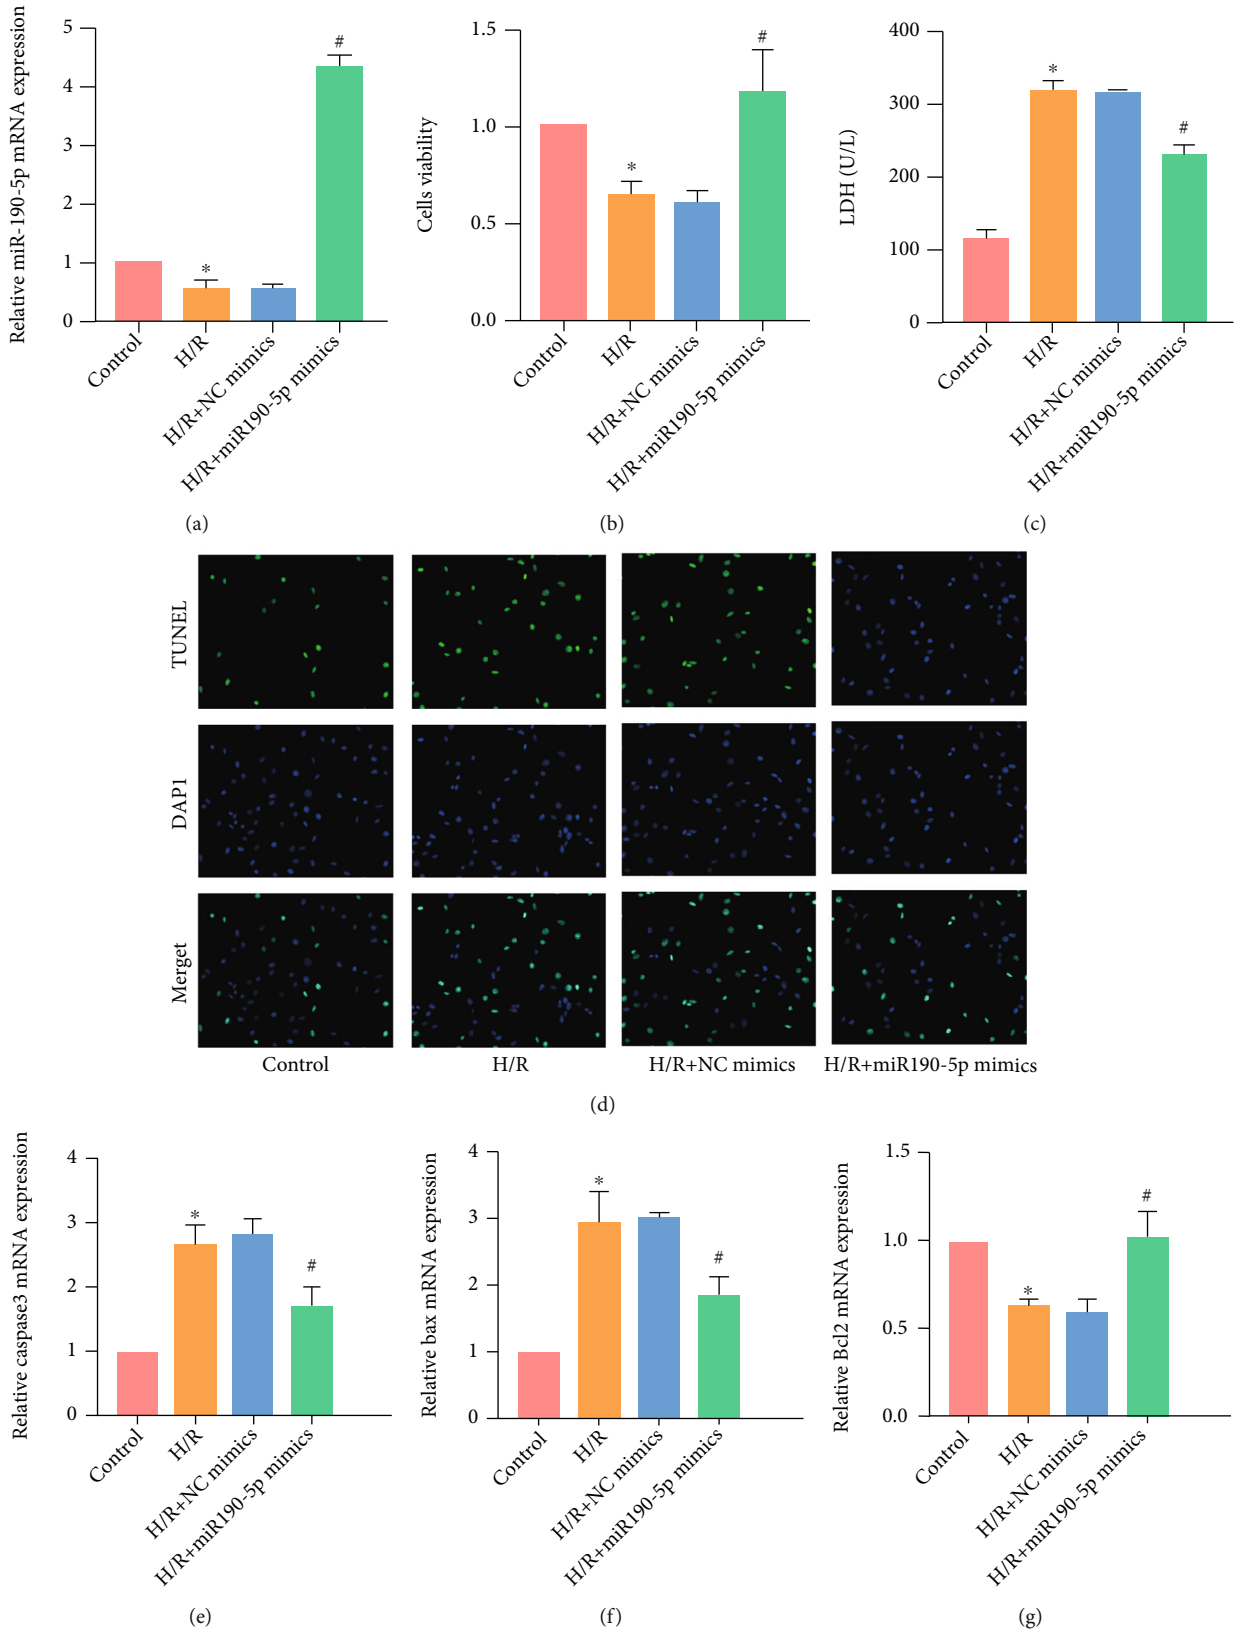 Relative miR-190-5p mRNA expression
5
4
3
2
1
0
*
#
Control
H/R
H/R+NC mimics
H/R+miR190-5p mimics
(a)
Cells viability
1.5
1.0
0.5
0.0
*
#
Control
H/R
H/R+NC mimics
H/R+miR190-5p mimics
(b)
LDH (U/L)
400
300
200
100
0
*
#
Control
H/R
H/R+NC mimics
H/R+miR190-5p mimics
(c)
TUNEL
DAP1
Merget
Control
H/R
H/R+NC mimics
H/R+miR190-5p mimics
(d)
Relative caspase3 mRNA expression
4
3
2
1
0
*
#
Control
H/R
H/R+NC mimics
H/R+miR190-5p mimics
(e)
Relative bax mRNA expression
4
3
2
1
0
*
#
Control
H/R
H/R+NC mimics
H/R+miR190-5p mimics
(f)
Relative Bcl2 mRNA expression
1.5
1.0
0.5
0.0
*
#
Control
H/R
H/R+NC mimics
H/R+miR190-5p mimics
(g)